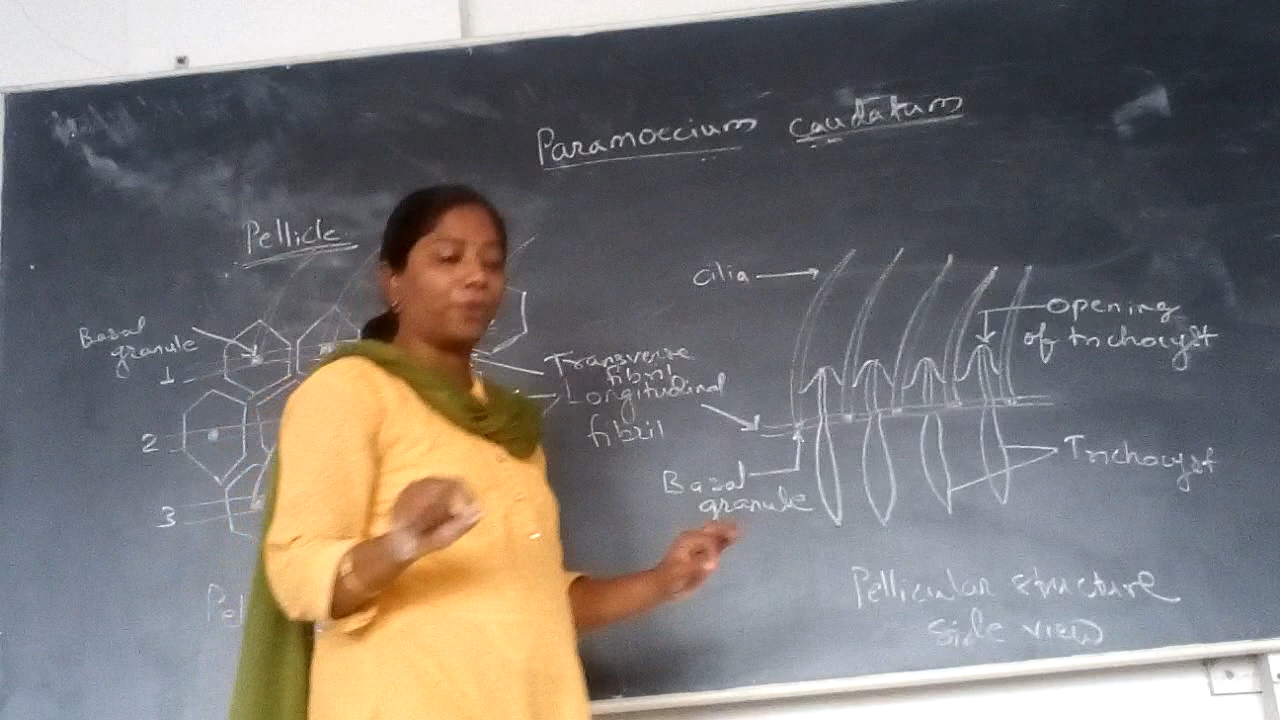 Paramoecium caudatum
Pellicle
Basal
granule
1
2
3
Transverse
fibril
Longitudinal
fibril
Pel
cilia
Opening
of trichocyst
Basal
granule
Trichocyst
Pellicular structure
side view